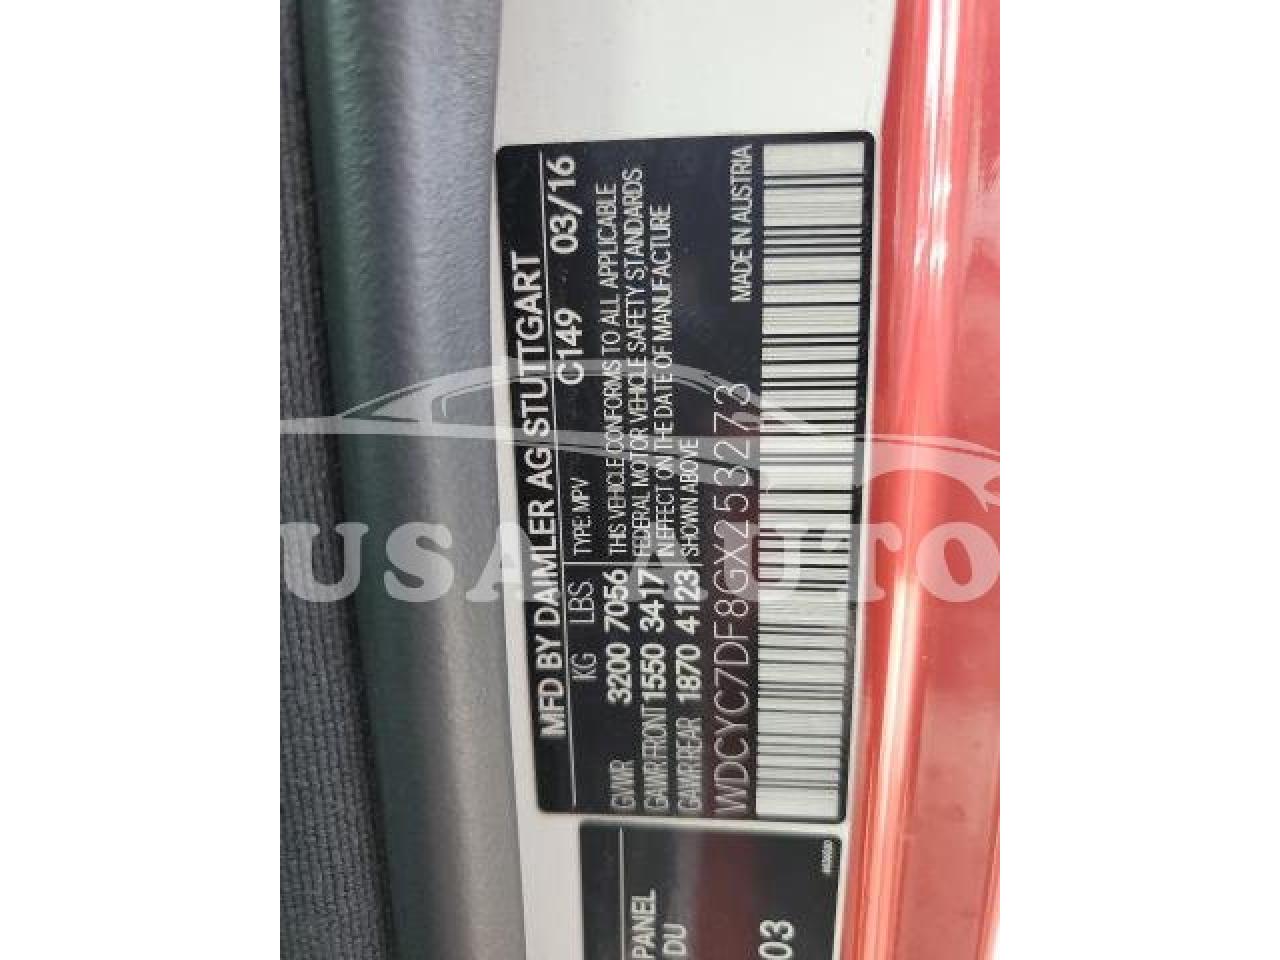 MFD BY DAIMLER AG STUTTGART
KG LBS C149 03/16
TYPE: MPV
GVWR 3200 7056 THIS VEHICLE CONFORMS TO ALL APPLICABLE
GAWR FRONT 1550 3417 FEDERAL MOTOR VEHICLE SAFETY STANDARDS
GAWR REAR 1870 4123 IN EFFECT ON THE DATE OF MANUFACTURE
SHOWN ABOVE
WDCYC7DF8GX253273 MADE IN AUSTRIA
PANEL
DU
03
USA AUTO